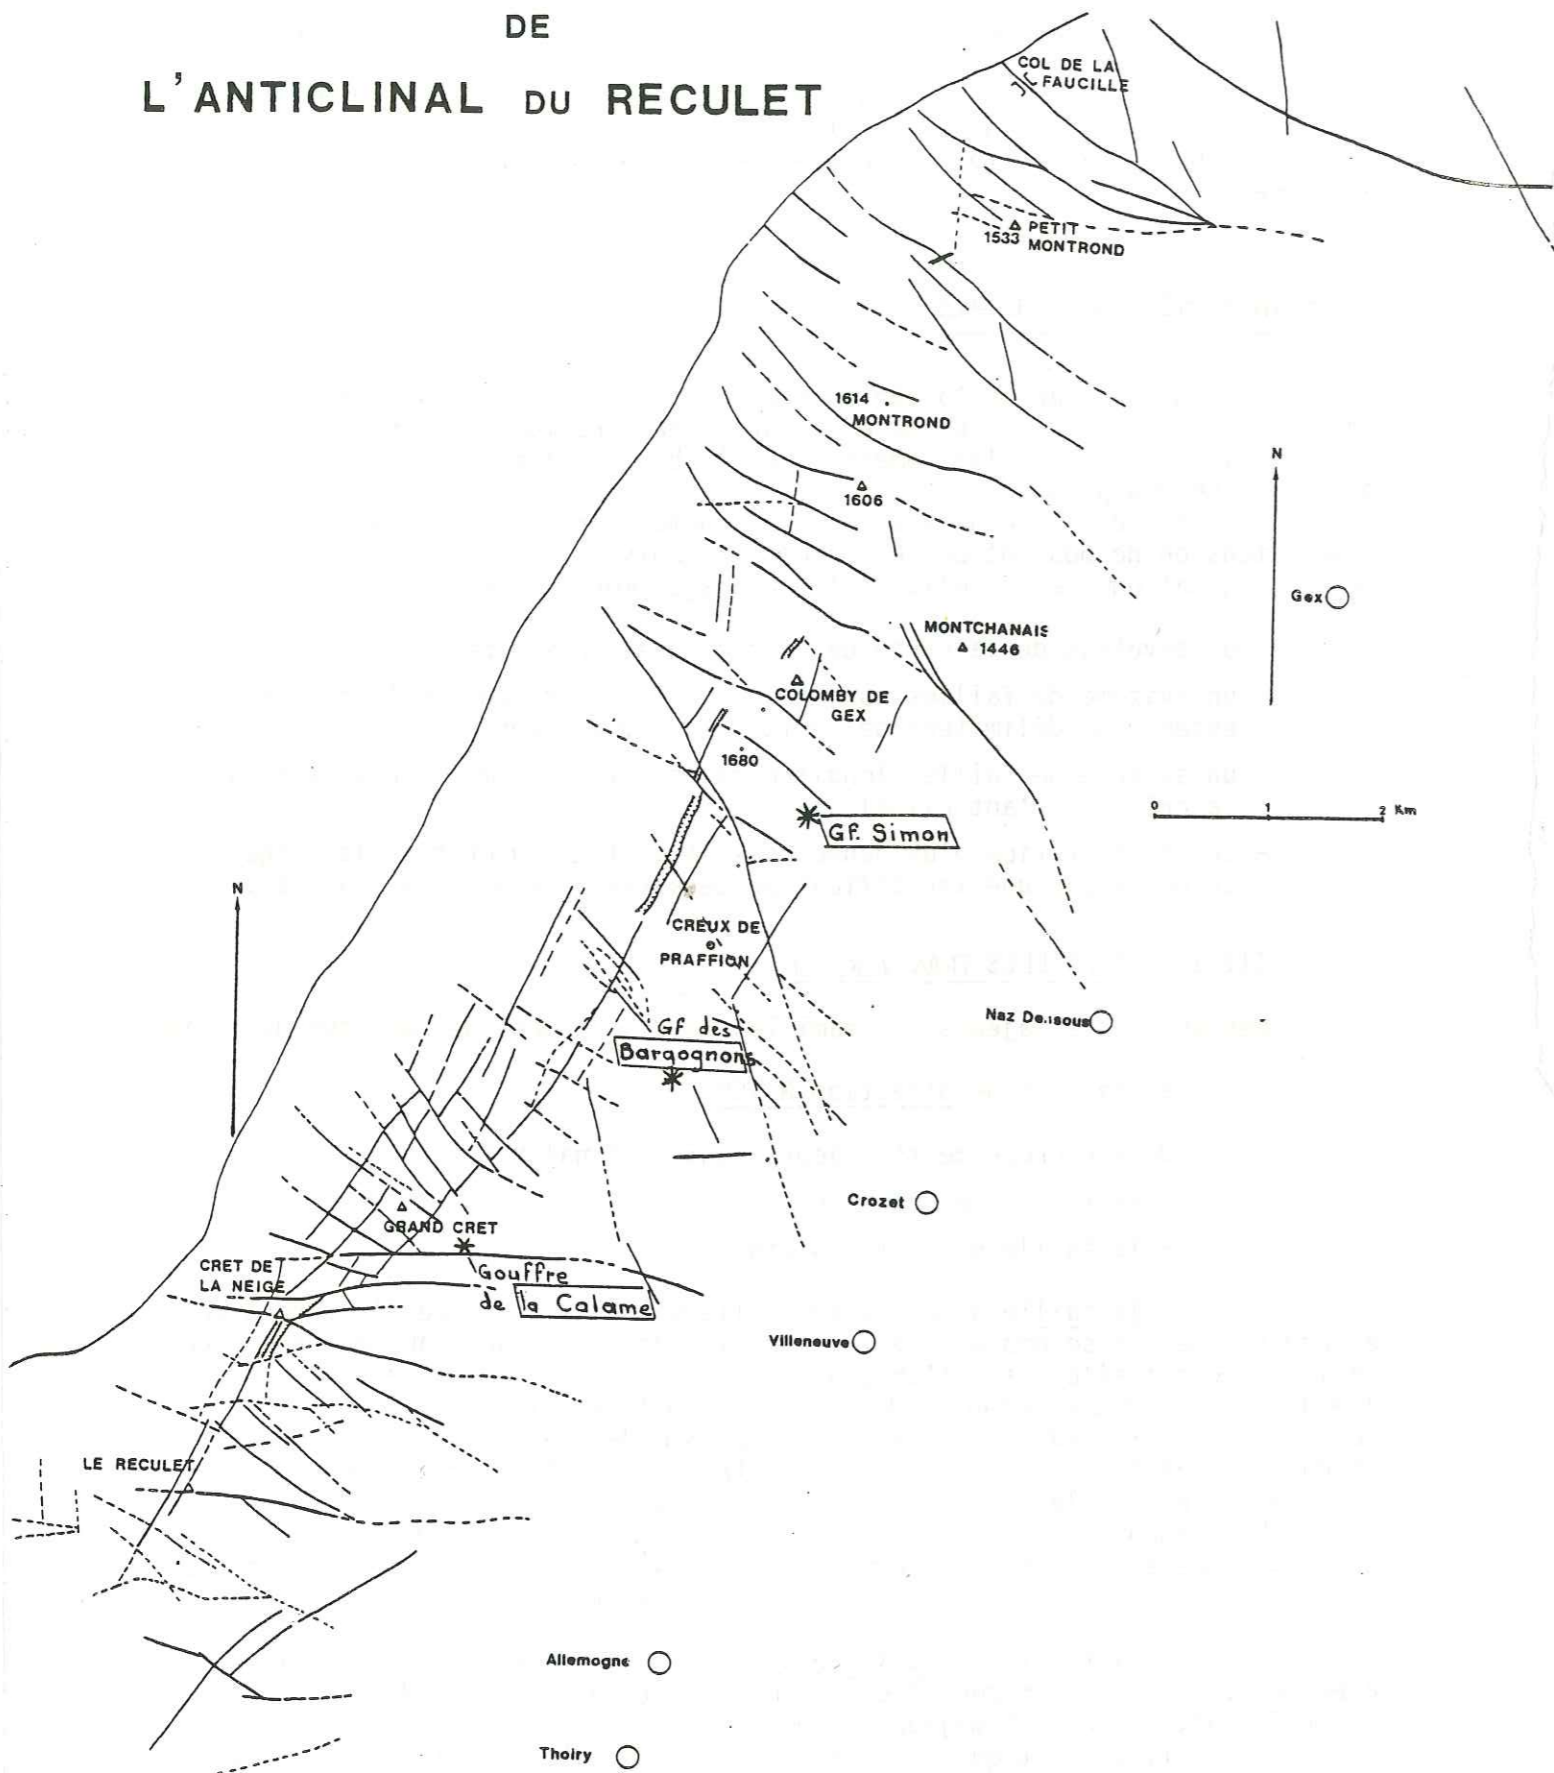 DE
L'ANTICLINAL DU RECULET
COL DE LA
FAUCILLE
PETIT
1533 MONTROND
1614
MONTROND
N
1606
Gex
MONTCHANAIS
1446
COLOMBY DE
GEX
1680
0 1 2 Km
Gf. Simon
N
CREUX DE
PRAFFION
Naz Dessous
Gf des
Bargognons
Crozet
GRAND CRET
CRET DE
LA NEIGE
Gouffre
de la Calame
Villeneuve
LE RECULET
Allemogne
Thoiry